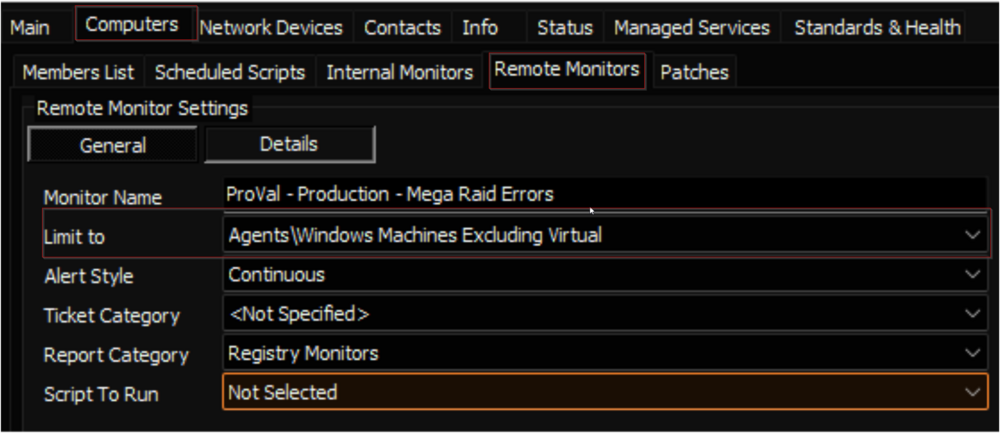 Main Computers Network Devices Contacts Info Status Managed Services Standards & Health
Members List Scheduled Scripts Internal Monitors Remote Monitors Patches
Remote Monitor Settings
General Details
Monitor Name ProVal - Production - Mega Raid Errors
Limit to Agents\Windows Machines Excluding Virtual
Alert Style Continuous
Ticket Category <Not Specified>
Report Category Registry Monitors
Script To Run Not Selected